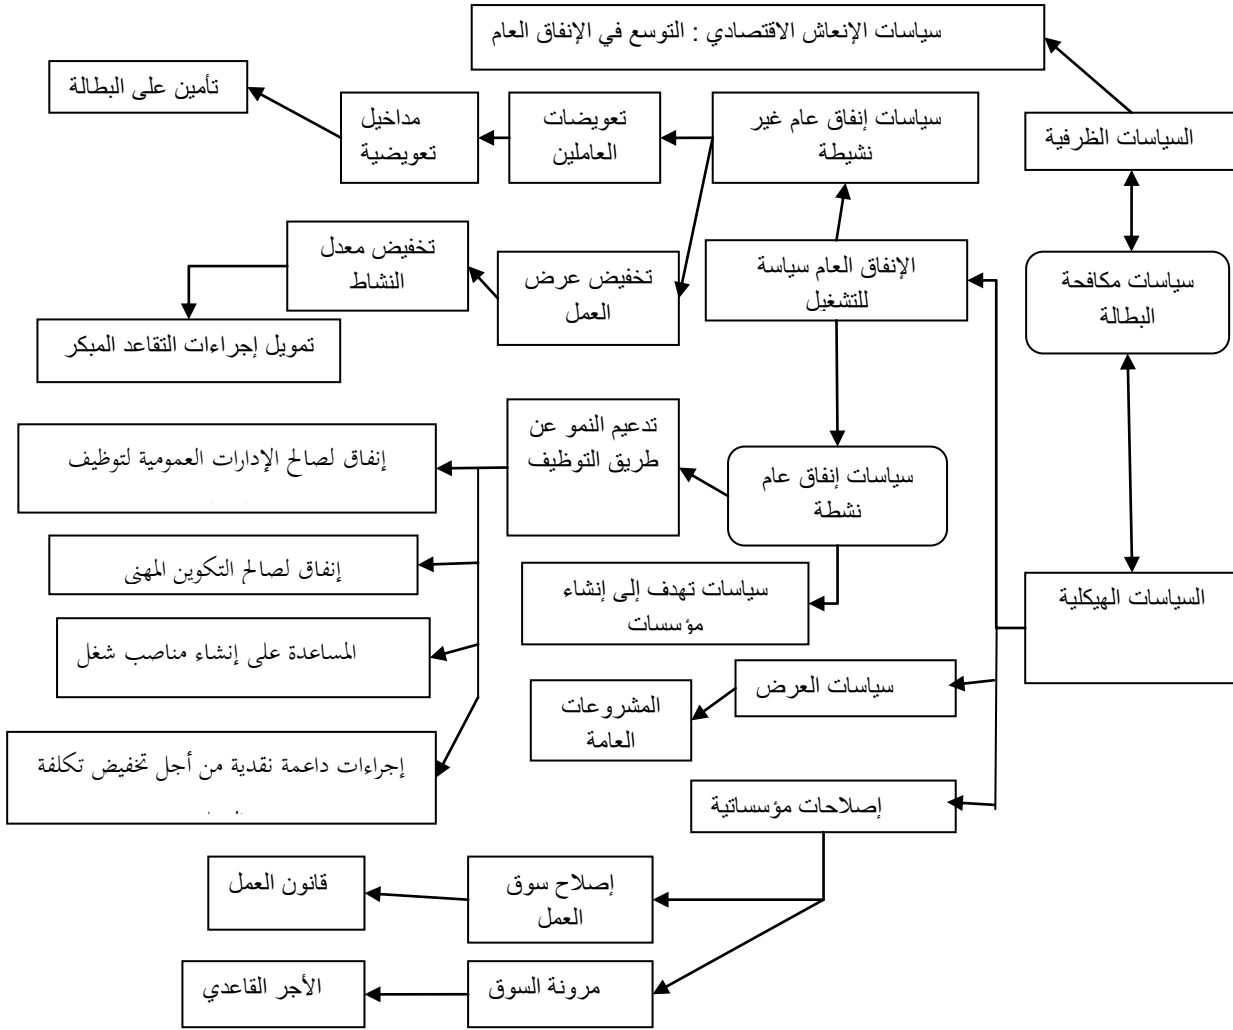 سياسات الإنعاش الاقتصادي : التوسع في الإنفاق العام
السياسات الظرفية
سياسات إنفاق عام غير
نشيطة
تعويضات
العاملين
مداخيل
تعويضية
تأمين على البطالة
سياسات مكافحة
البطالة
الإنفاق العام سياسة
للتشغيل
تخفيض عرض
العمل
تخفيض معدل
النشاط
تمويل إجراءات التقاعد المبكر
سياسات إنفاق عام
نشطة
تدعيم النمو عن
طريق التوظيف
إنفاق لصالح الإدارات العمومية لتوظيف
إنفاق لصالح التكوين المهني
المساعدة على إنشاء مناصب شغل
إجراءات داعمة نقدية من أجل تخفيض تكلفة
سياسات تهدف إلى إنشاء
مؤسسات
السياسات الهيكلية
سياسات العرض
المشروعات
العامة
إصلاحات مؤسساتية
إصلاح سوق
العمل
قانون العمل
مرونة السوق
الأجر القاعدي